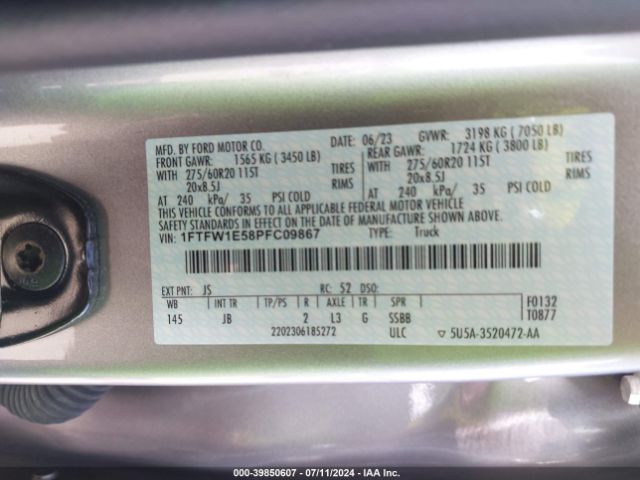 MFD. BY FORD MOTOR CO.
DATE: 06/23 GVWR: 3198 KG (7050 LB)
FRONT GAWR: 1565 KG (3450 LB) REAR GAWR: 1724 KG (3800 LB)
WITH 275/60R20 115T TIRES WITH 275/60R20 115T TIRES
20x8.5J RIMS 20x8.5J RIMS
AT 240 kPa/ 35 PSI COLD AT 240 kPa/ 35 PSI COLD
THIS VEHICLE CONFORMS TO ALL APPLICABLE FEDERAL MOTOR VEHICLE
SAFETY STANDARDS IN EFFECT ON THE DATE OF MANUFACTURE SHOWN ABOVE.
VIN: 1FTFW1E58PFC09867 TYPE: Truck
EXT PNT: JS RC: 52 DSO:
WB INT TR TP/PS R AXLE TR SPR F0132
145 JB 2 L3 G SSBB T0877
2202306185272 ULC ▽ 5U5A-3520472-AA
000-39850607 / 07/11/2024 - IAA Inc.